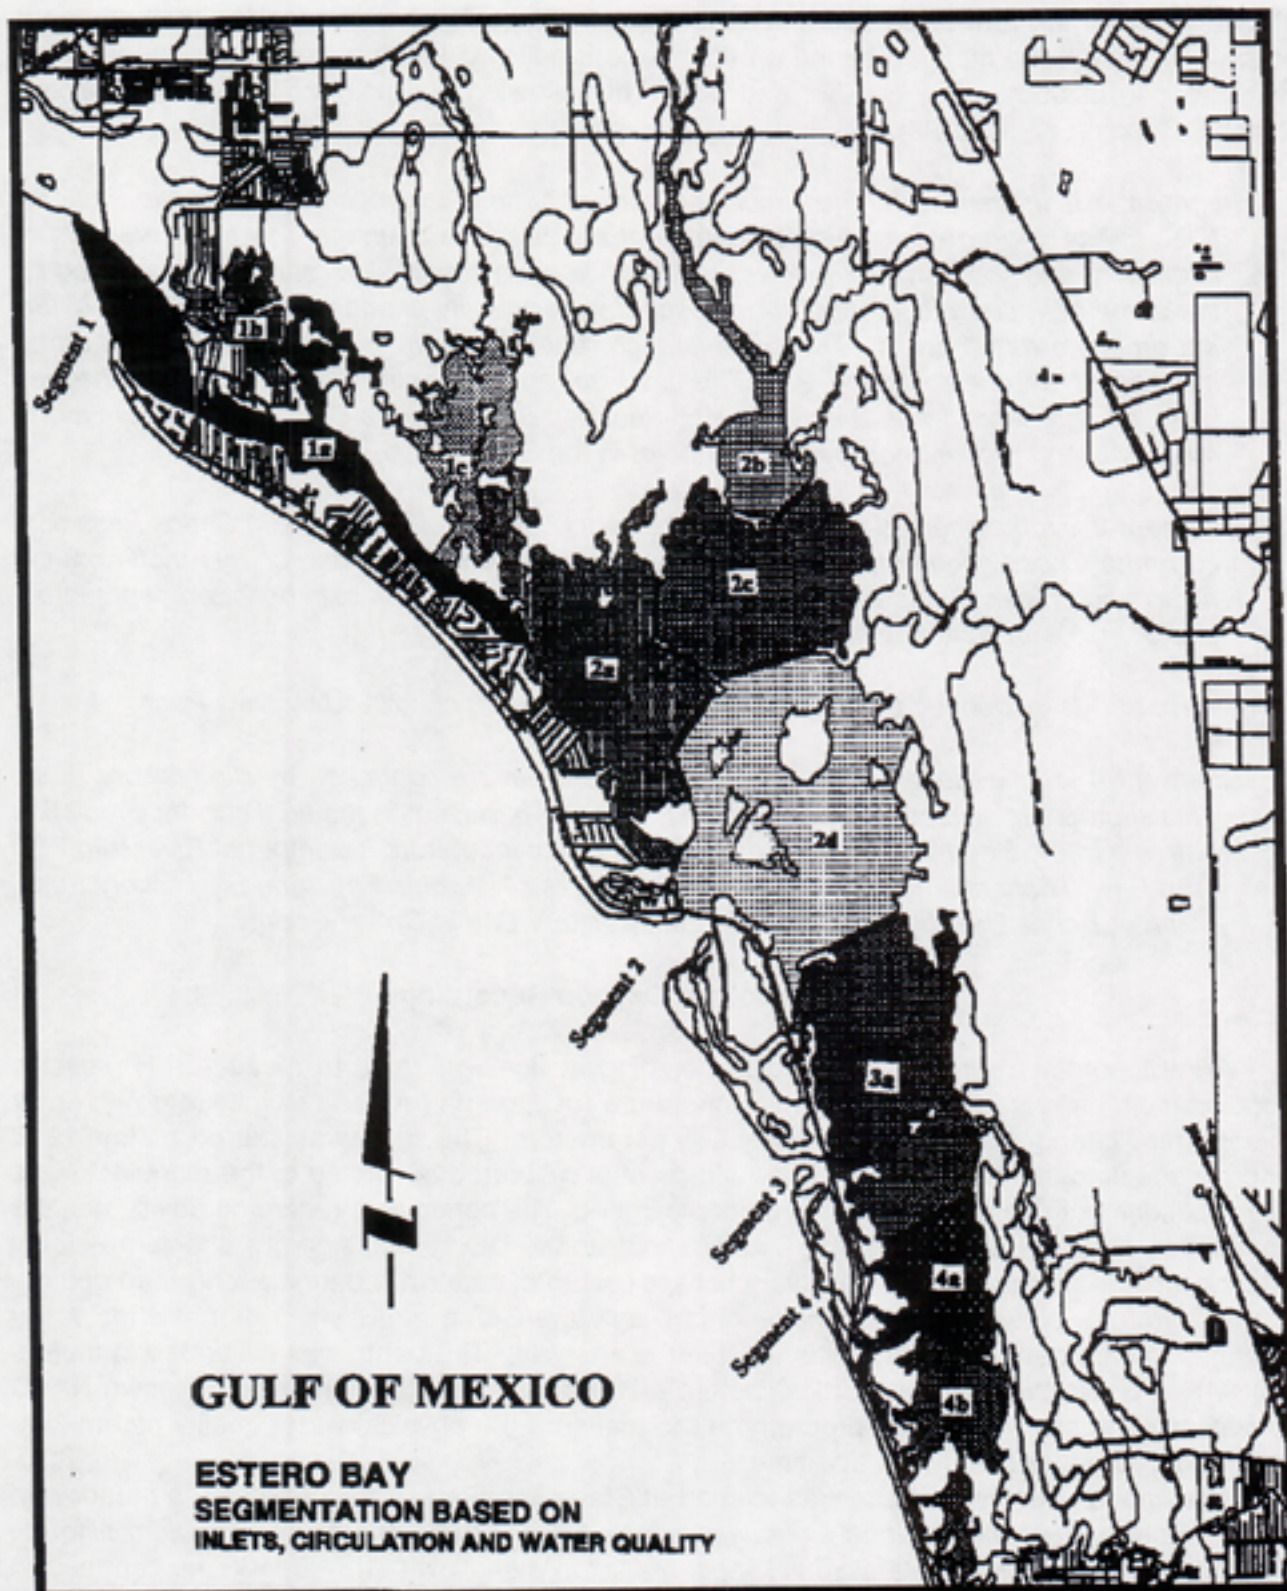 Segment 1
1b
1a
1c
2b
2c
2a
2d
Segment 2
3a
Segment 3
4a
Segment 4
4b
GULF OF MEXICO
ESTERO BAY
SEGMENTATION BASED ON
INLETS, CIRCULATION AND WATER QUALITY